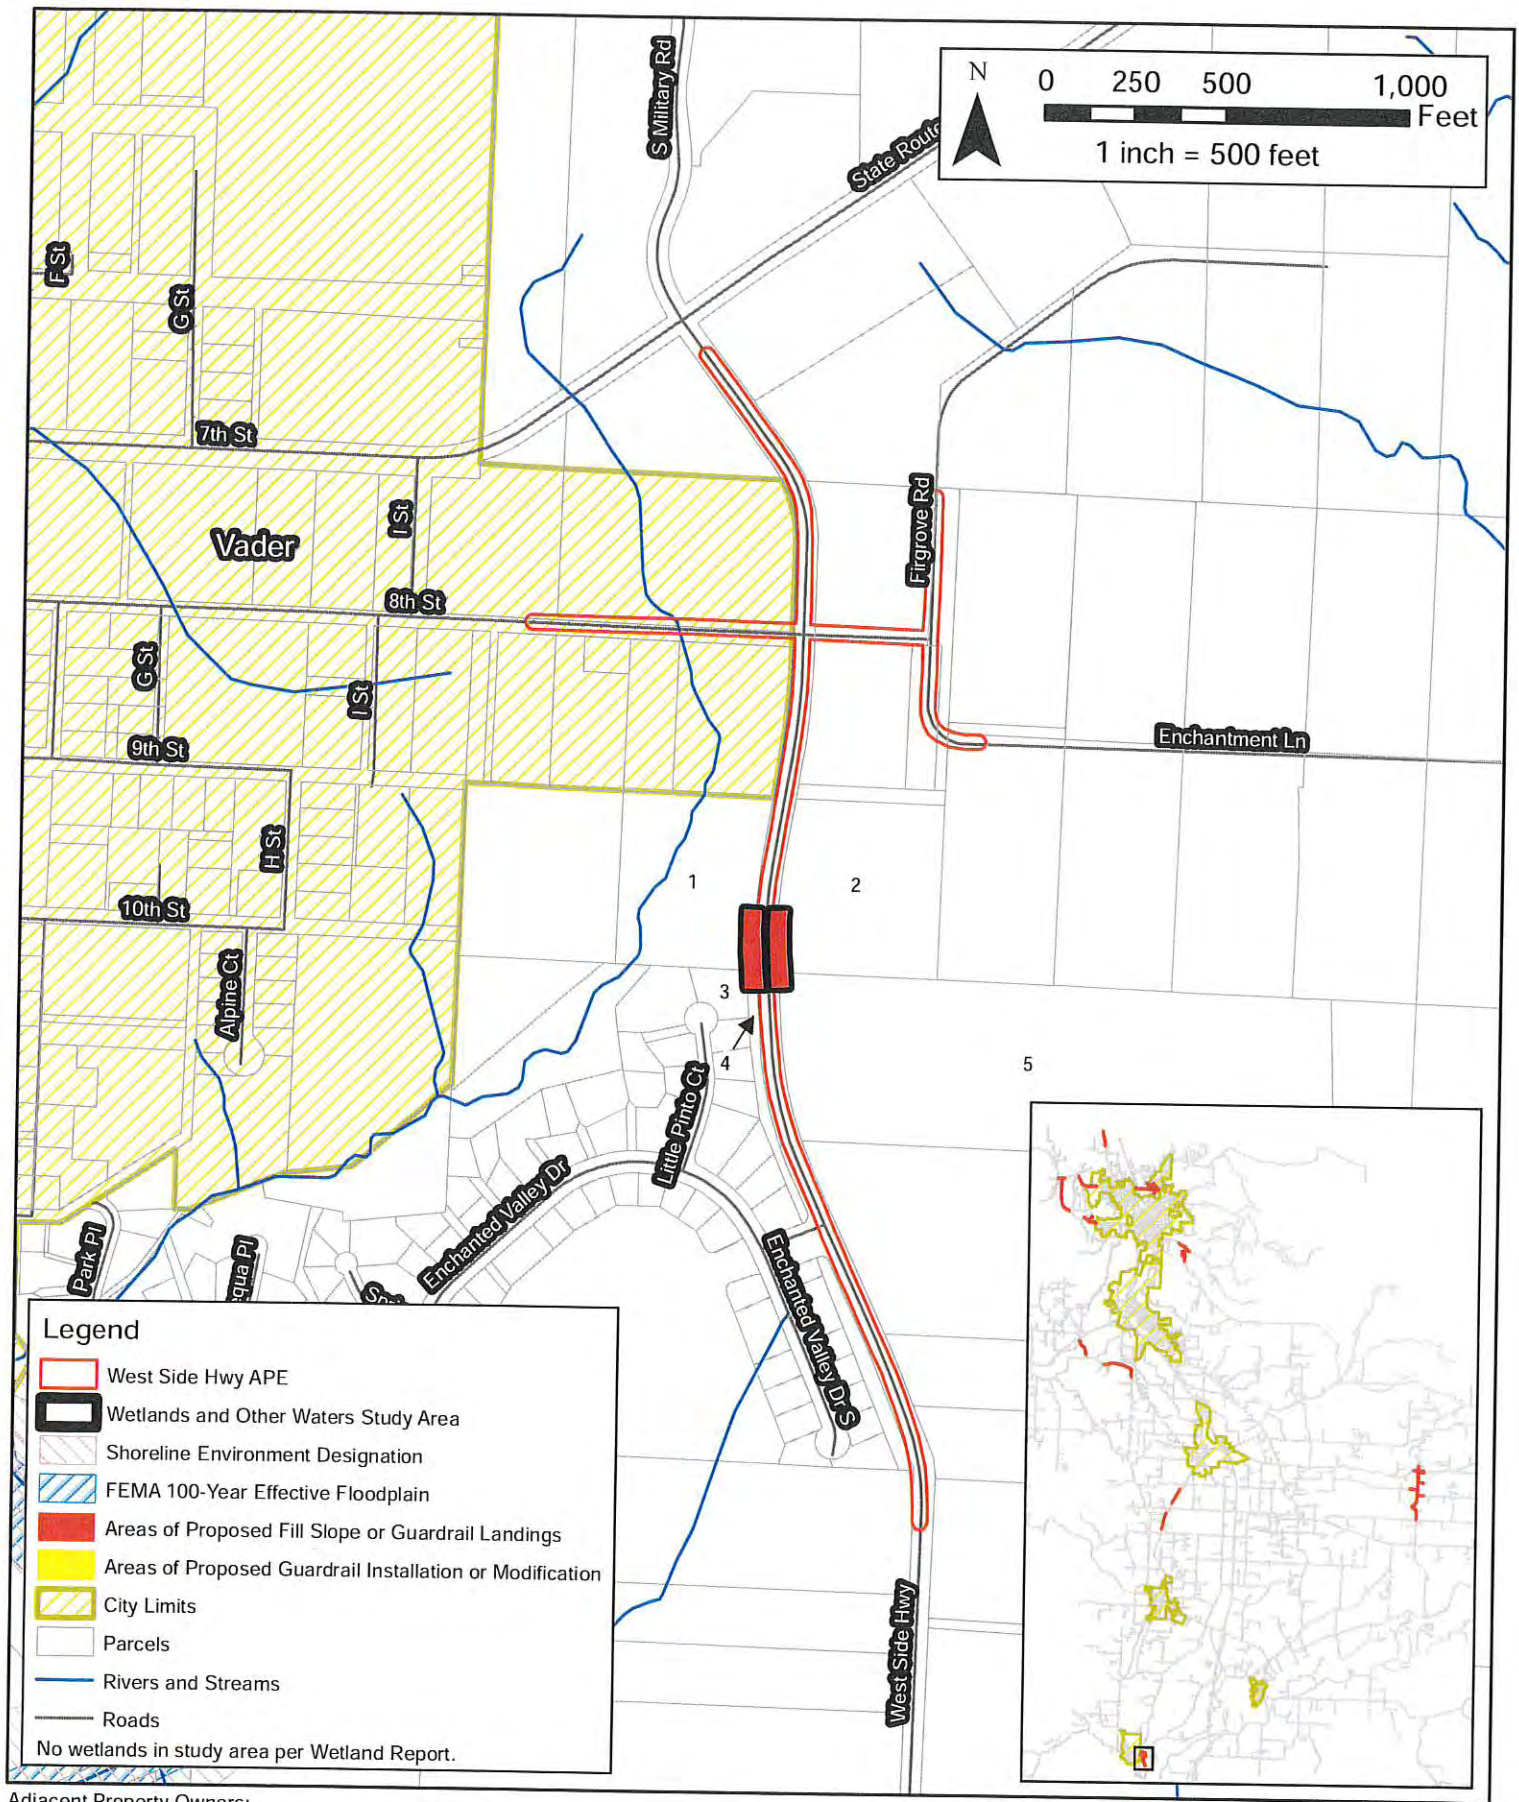 S Military Rd
State Route
N
0 250 500 1,000
Feet
1 inch = 500 feet
F St
G St
7th St
I St
Vader
Firgrove Rd
8th St
G St
I St
9th St
Enchantment Ln
H St
1
2
10th St
Alpine Ct
3
4
5
Little Pinto Ct
Enchanted Valley Dr
Park Pl
Enchanted Valley Dr S
West Side Hwy
Legend
West Side Hwy APE
Wetlands and Other Waters Study Area
Shoreline Environment Designation
FEMA 100-Year Effective Floodplain
Areas of Proposed Fill Slope or Guardrail Landings
Areas of Proposed Guardrail Installation or Modification
City Limits
Parcels
Rivers and Streams
Roads
No wetlands in study area per Wetland Report.
Adjacent Property Owners: